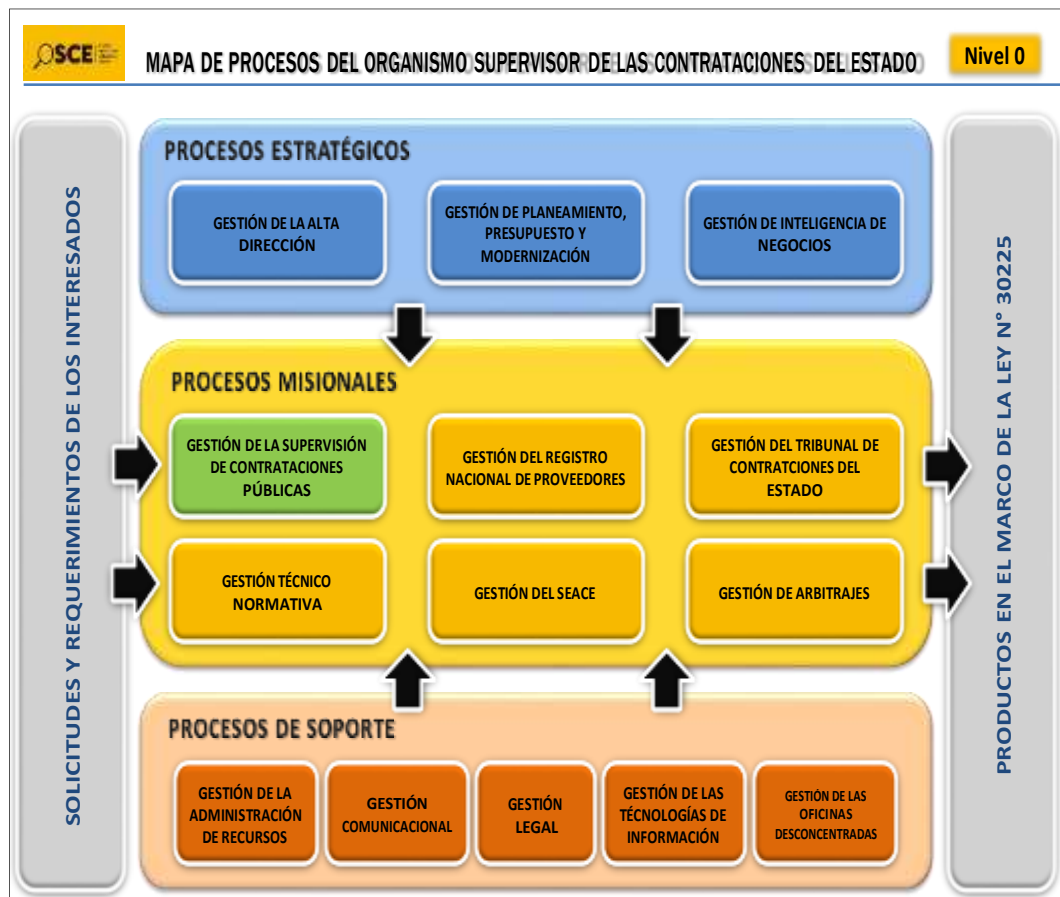 OSCE
MAPA DE PROCESOS DEL ORGANISMO SUPERVISOR DE LAS CONTRATACIONES DEL ESTADO
Nivel 0
SOLICITUDES Y REQUERIMIENTOS DE LOS INTERESADOS
PROCESOS ESTRATÉGICOS
GESTIÓN DE LA ALTA
DIRECCIÓN
GESTIÓN DE PLANEAMIENTO,
PRESUPUESTO Y
MODERNIZACIÓN
GESTIÓN DE INTELIGENCIA DE
NEGOCIOS
PROCESOS MISIONALES
GESTIÓN DE LA SUPERVISIÓN
DE CONTRATACIONES
PÚBLICAS
GESTIÓN DEL REGISTRO
NACIONAL DE PROVEEDORES
GESTIÓN DEL TRIBUNAL DE
CONTRATCIONES DEL
ESTADO
GESTIÓN TÉCNICO
NORMATIVA
GESTIÓN DEL SEACE
GESTIÓN DE ARBITRAJES
PROCESOS DE SOPORTE
GESTIÓN DE LA
ADMINISTRACIÓN
DE RECURSOS
GESTIÓN
COMUNICACIONAL
GESTIÓN
LEGAL
GESTIÓN DE LAS
TÉCNOLOGÍAS DE
INFORMACIÓN
GESTIÓN DE LAS
OFICINAS
DESCONCENTRADAS
PRODUCTOS EN EL MARCO DE LA LEY N° 30225